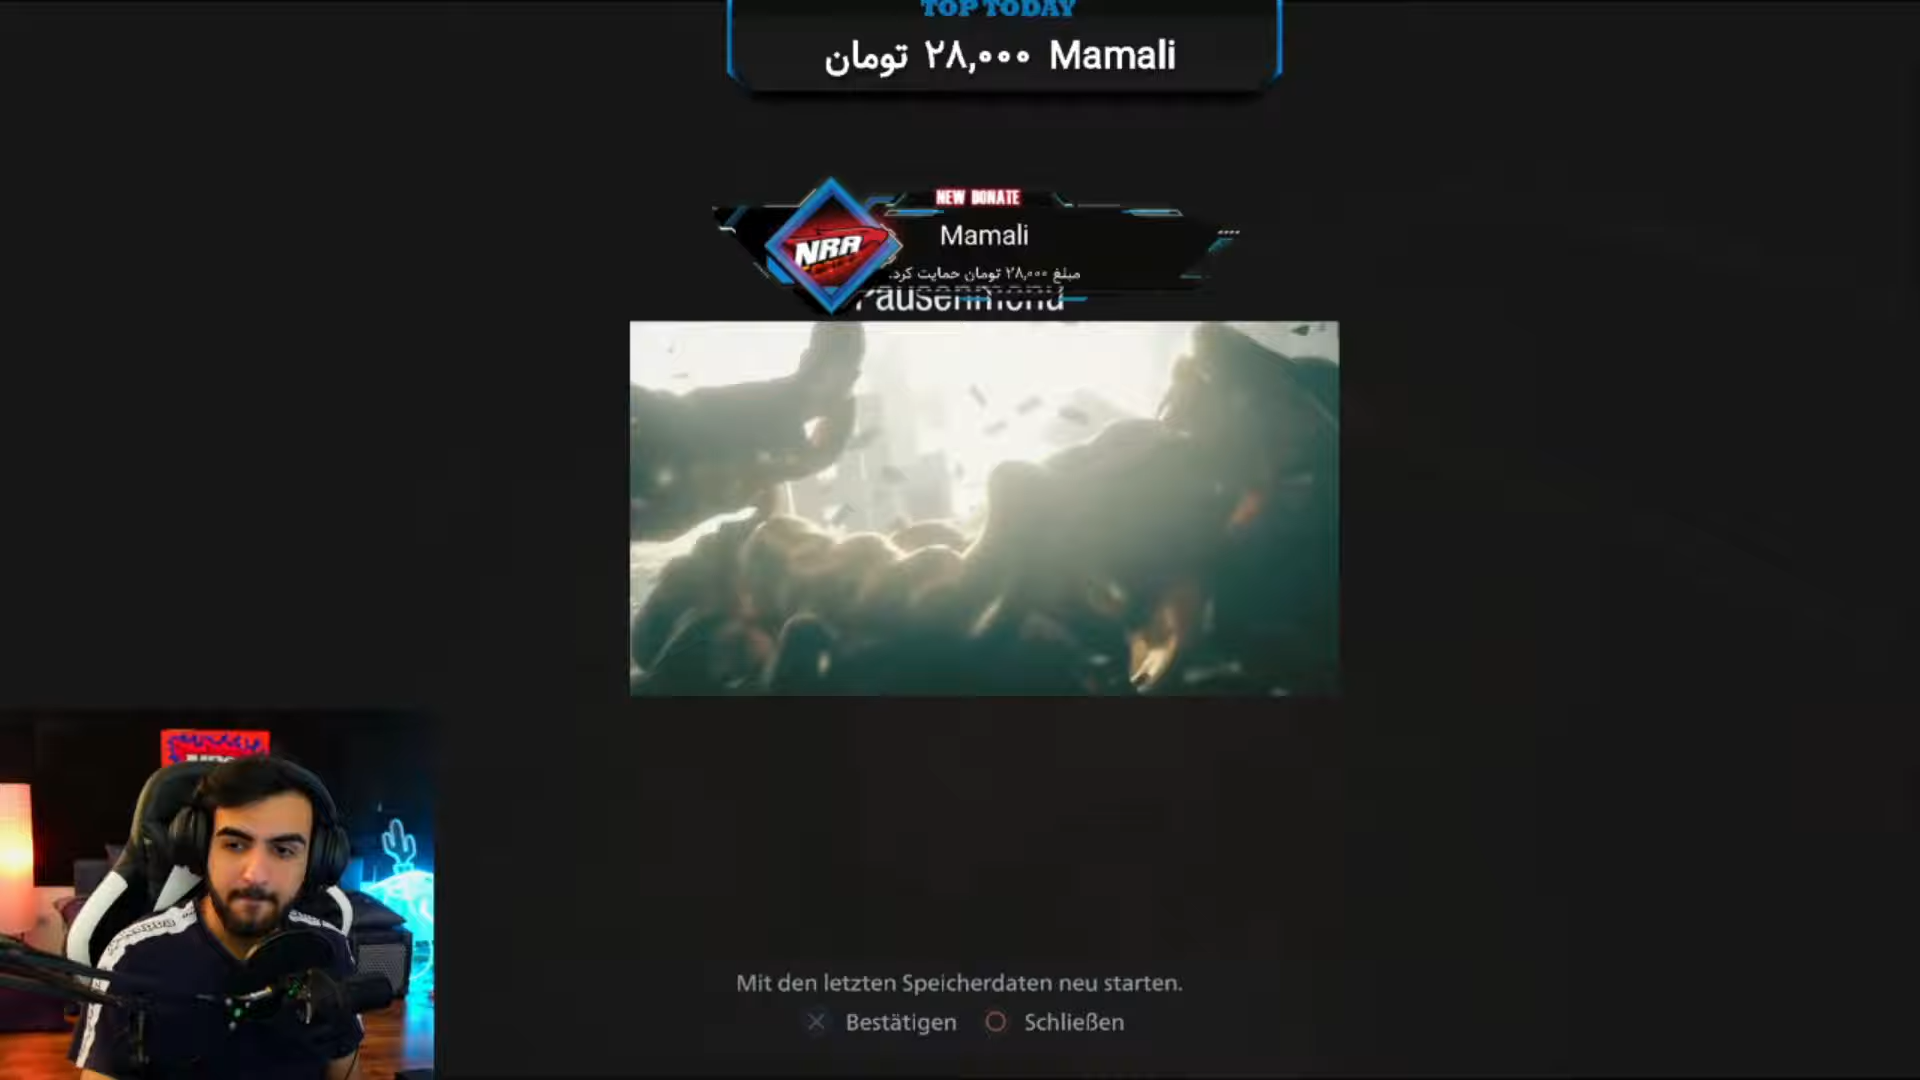 TOP TODAY
Mamali ۲۸,۰۰۰ تومان
NEW DONATE
Mamali
NRA
مبلغ ۲۸,۰۰۰ تومان حمایت کرد.
Pausenmenü
Mit den letzten Speicherdaten neu starten.
Bestätigen Schließen